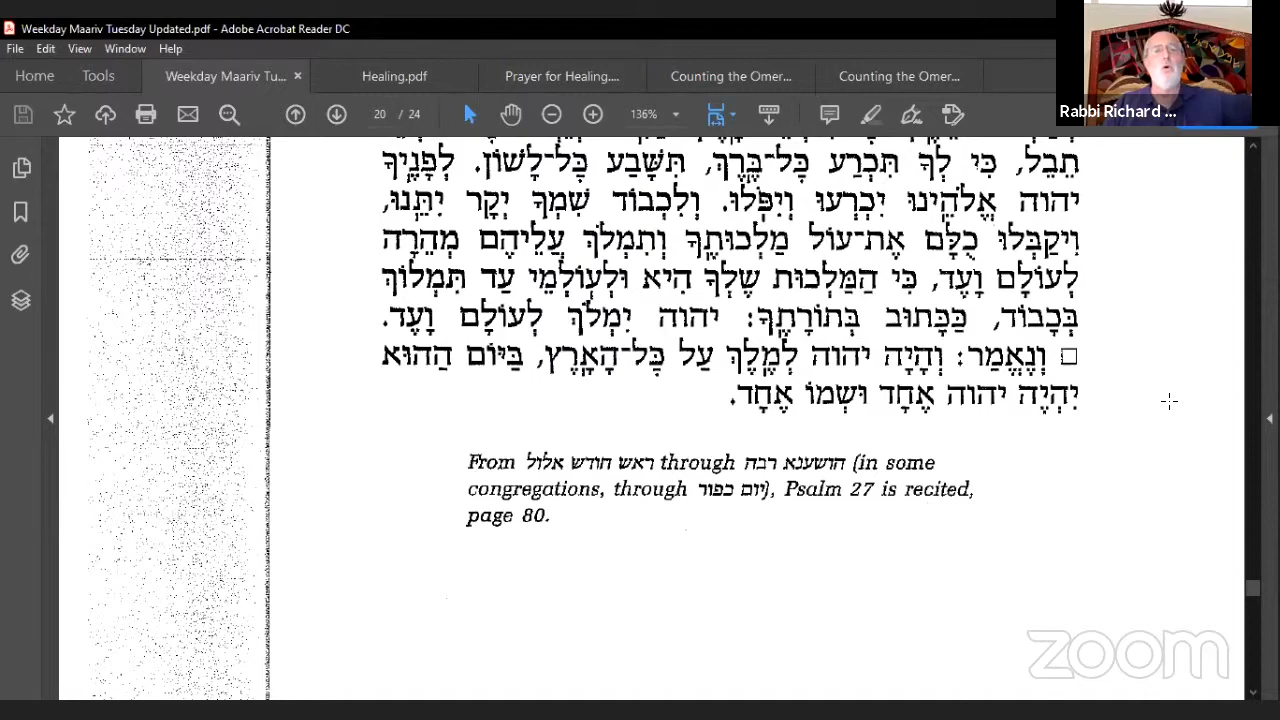 Weekday Maariv Tuesday Updated.pdf - Adobe Acrobat Reader DC
File Edit View Window Help
Home Tools Weekday Maariv Tu... × Healing.pdf Prayer for Healing.... Counting the Omer... Counting the Omer...
20 / 24 136%
Rabbi Richard ...
תֵבֵל, כִּי לְךָ תִּכְרַע כׇּל־בֶּֽרֶךְ, תִּשָּׁבַע כׇּל־לָשׁוֹן. לְפָנֶֽיךָ
יהוה אֱלֹהֵֽינוּ יִכְרְעוּ וְיִפֹּֽלוּ. וְלִכְבוֹד שִׁמְךָ יְקָר יִתֵּֽנוּ,
וִיקַבְּלוּ כֻלָּם אֶת־עוֹל מַלְכוּתֶֽךָ וְתִמְלֹךְ עֲלֵיהֶם מְהֵרָה
לְעוֹלָם וָעֶד, כִּי הַמַּלְכוּת שֶׁלְּךָ הִיא וּלְעֽוֹלְמֵי עַד תִּמְלוֹךְ
בְּכָבוֹד, כַּכָּתוּב בְּתוֹרָתֶֽךָ: יהוה יִמְלֹךְ לְעוֹלָם וָעֶד.
□ וְנֶאֱמַר: וְהָיָה יהוה לְמֶֽלֶךְ עַל כׇּל־הָאָֽרֶץ, בַּיּוֹם הַהוּא
יִהְיֶה יהוה אֶחָד וּשְׁמוֹ אֶחָד.
From ראש חודש אלול through הושענא רבה (in some
congregations, through יום כפור), Psalm 27 is recited,
page 80.
zoom